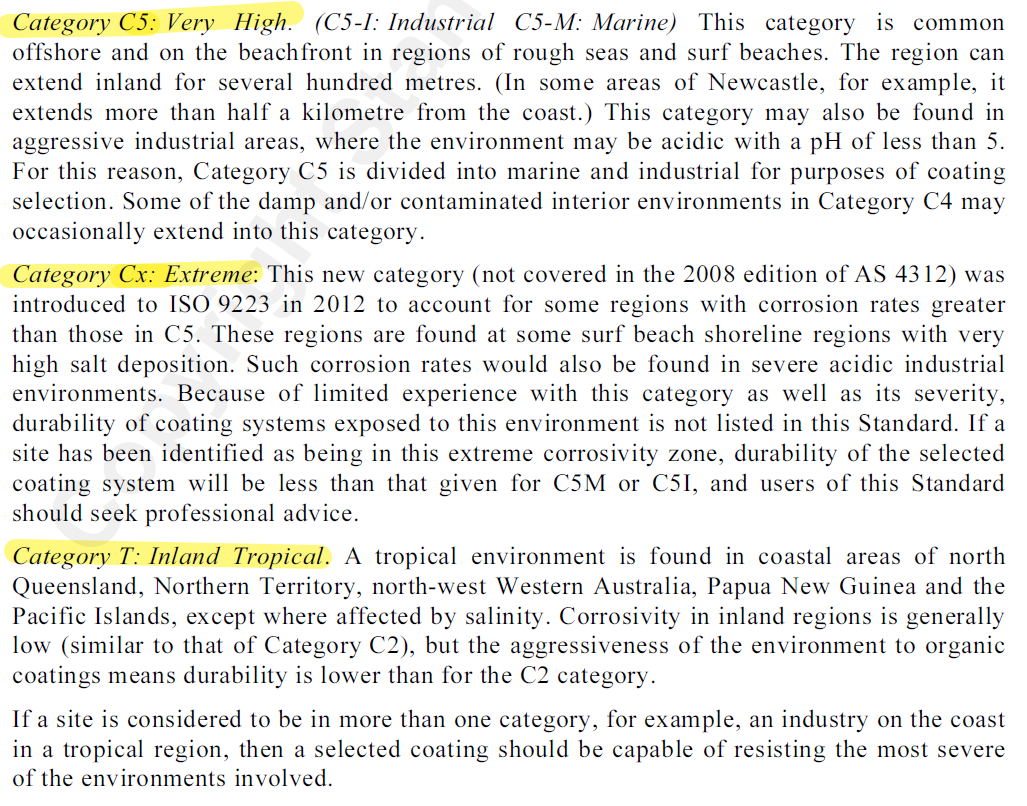 Category C5: Very High. (C5-I: Industrial C5-M: Marine) This category is common
offshore and on the beachfront in regions of rough seas and surf beaches. The region can
extend inland for several hundred metres. (In some areas of Newcastle, for example, it
extends more than half a kilometre from the coast.) This category may also be found in
aggressive industrial areas, where the environment may be acidic with a pH of less than 5.
For this reason, Category C5 is divided into marine and industrial for purposes of coating
selection. Some of the damp and/or contaminated interior environments in Category C4 may
occasionally extend into this category.
Category Cx: Extreme: This new category (not covered in the 2008 edition of AS 4312) was
introduced to ISO 9223 in 2012 to account for some regions with corrosion rates greater
than those in C5. These regions are found at some surf beach shoreline regions with very
high salt deposition. Such corrosion rates would also be found in severe acidic industrial
environments. Because of limited experience with this category as well as its severity,
durability of coating systems exposed to this environment is not listed in this Standard. If a
site has been identified as being in this extreme corrosivity zone, durability of the selected
coating system will be less than that given for C5M or C5I, and users of this Standard
should seek professional advice.
Category T: Inland Tropical. A tropical environment is found in coastal areas of north
Queensland, Northern Territory, north-west Western Australia, Papua New Guinea and the
Pacific Islands, except where affected by salinity. Corrosivity in inland regions is generally
low (similar to that of Category C2), but the aggressiveness of the environment to organic
coatings means durability is lower than for the C2 category.
If a site is considered to be in more than one category, for example, an industry on the coast
in a tropical region, then a selected coating should be capable of resisting the most severe
of the environments involved.
Copyright Stan